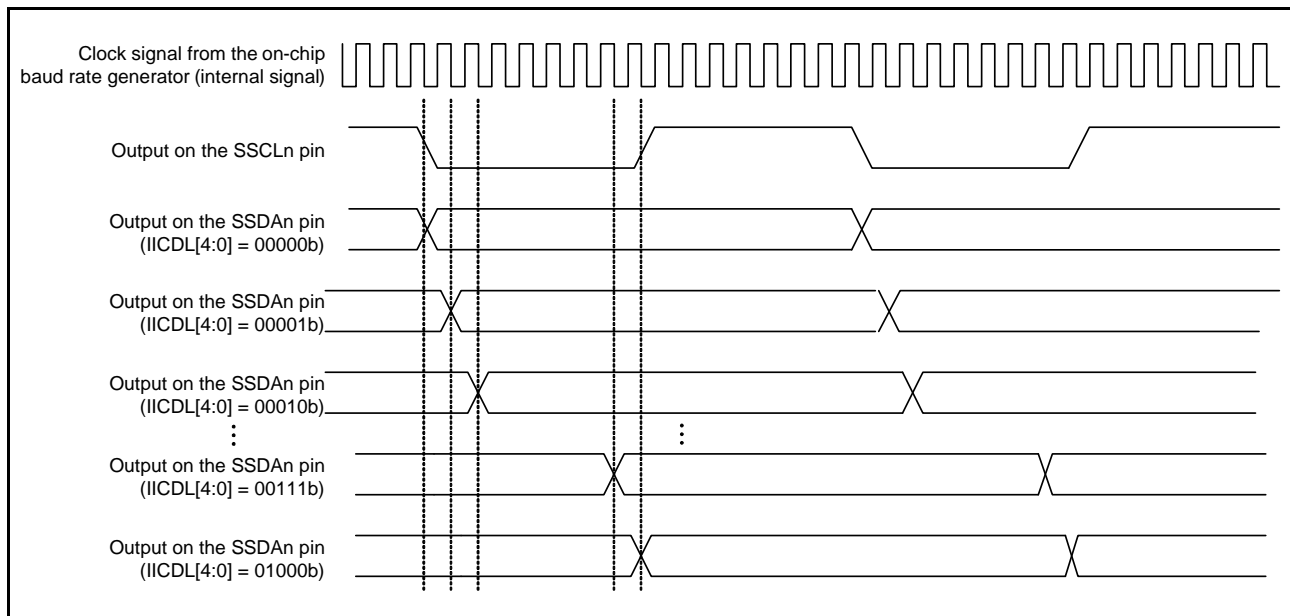 Clock signal from the on-chip
baud rate generator (internal signal)
Output on the SSCLn pin
Output on the SSDAn pin
(IICDL[4:0] = 00000b)
Output on the SSDAn pin
(IICDL[4:0] = 00001b)
Output on the SSDAn pin
(IICDL[4:0] = 00010b)
Output on the SSDAn pin
(IICDL[4:0] = 00111b)
Output on the SSDAn pin
(IICDL[4:0] = 01000b)